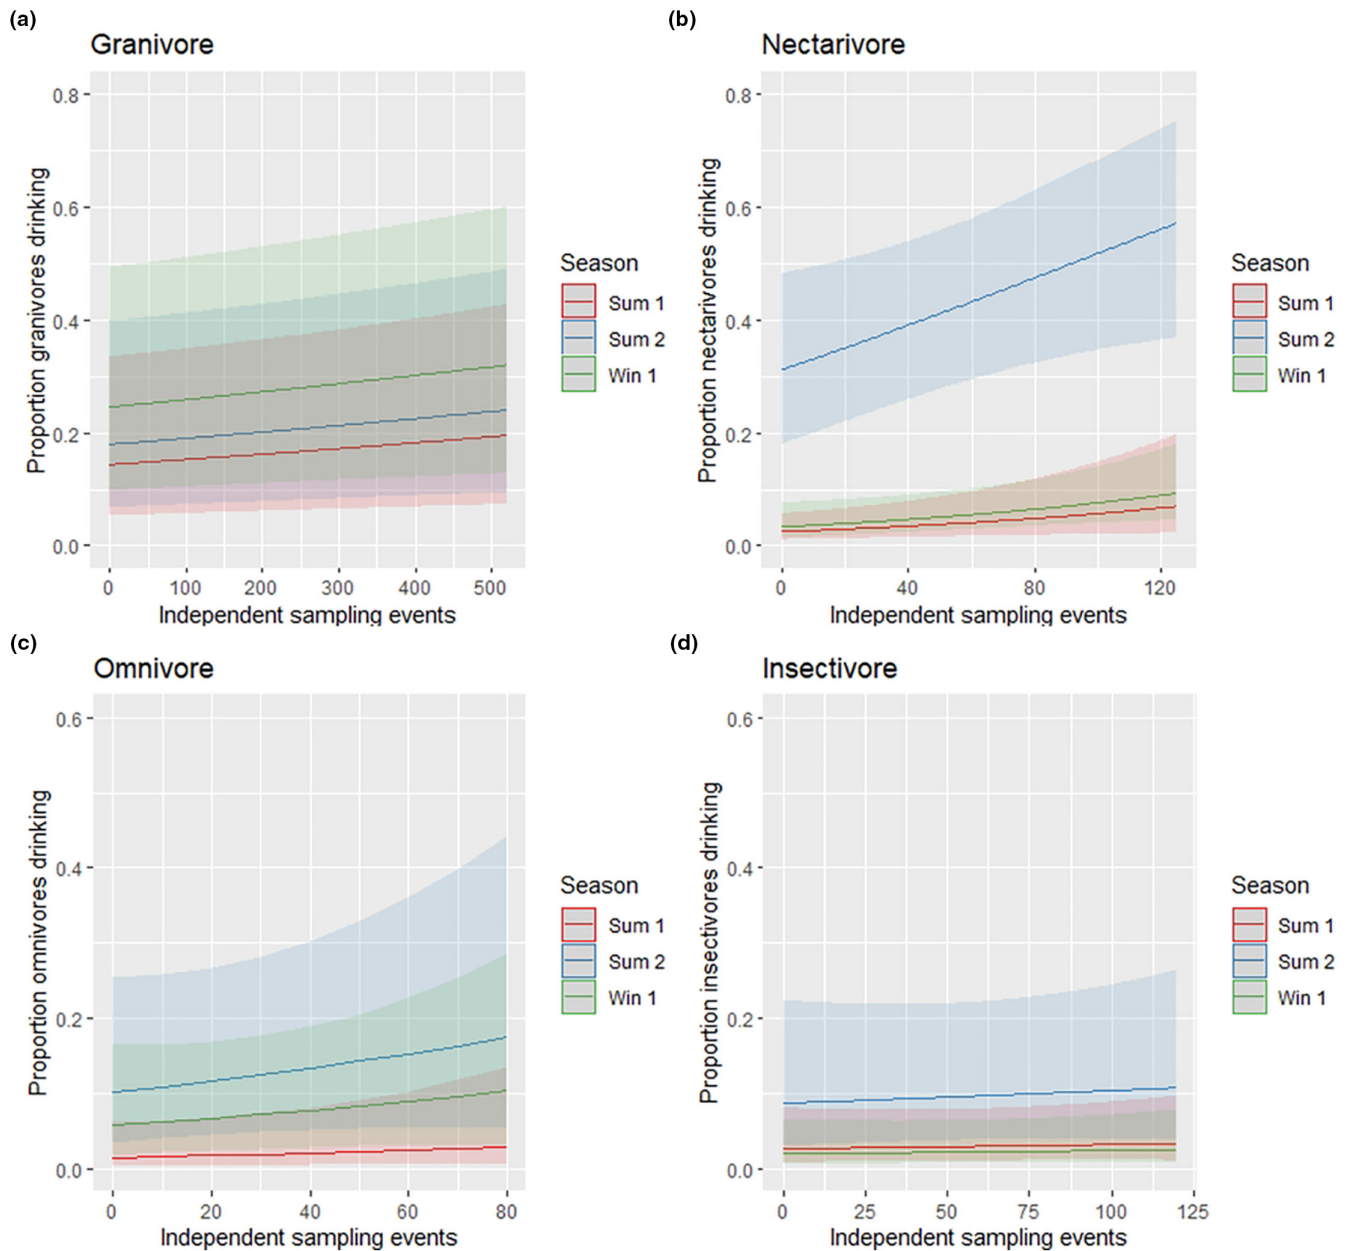 (a)
Granivore
Proportion granivores drinking
0.8
0.6
0.4
0.2
0.0
0 100 200 300 400 500
Independent sampling events
Season
Sum 1
Sum 2
Win 1
(b)
Nectarivore
Proportion nectarivores drinking
0.8
0.6
0.4
0.2
0.0
0 40 80 120
Independent sampling events
Season
Sum 1
Sum 2
Win 1
(c)
Omnivore
Proportion omnivores drinking
0.6
0.4
0.2
0.0
0 20 40 60 80
Independent sampling events
Season
Sum 1
Sum 2
Win 1
(d)
Insectivore
Proportion insectivores drinking
0.6
0.4
0.2
0.0
0 25 50 75 100 125
Independent sampling events
Season
Sum 1
Sum 2
Win 1